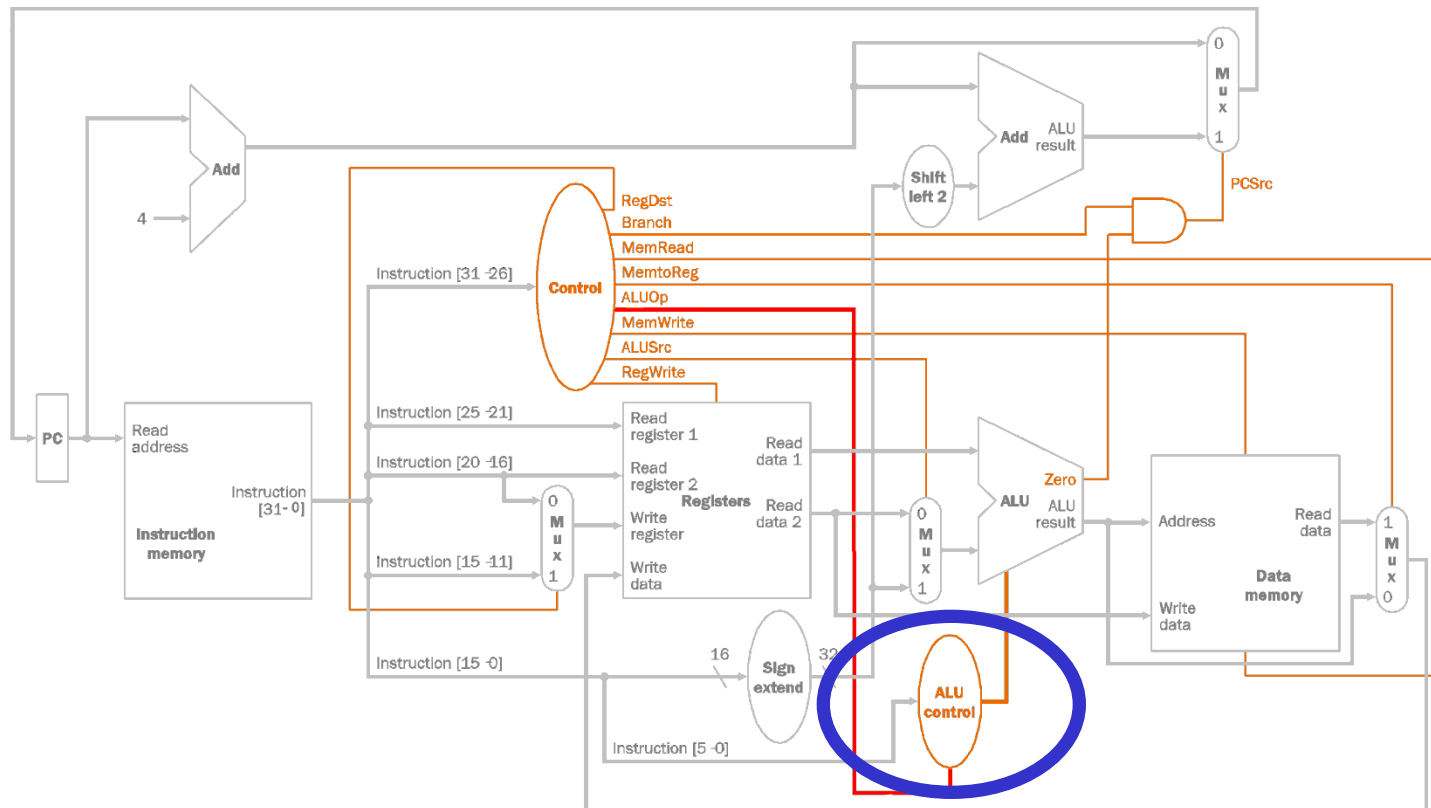 0
M
u
x
1
Add
ALU
result
Add
Shift
left 2
PCSrc
4
RegDst
Branch
MemRead
MemtoReg
ALUOp
MemWrite
ALUSrc
RegWrite
Instruction [31-26]
Control
PC
Read
address
Instruction
[31-0]
Instruction
memory
Instruction [25-21]
Instruction [20-16]
Instruction [15-11]
Instruction [15-0]
Instruction [5-0]
0
M
u
x
1
Read
register 1
Read
register 2
Write
register
Write
data
Registers
Read
data 1
Read
data 2
0
M
u
x
1
Zero
ALU
ALU
result
Address
Write
data
Read
data
Data
memory
1
M
u
x
0
16
Sign
extend
32
ALU
control